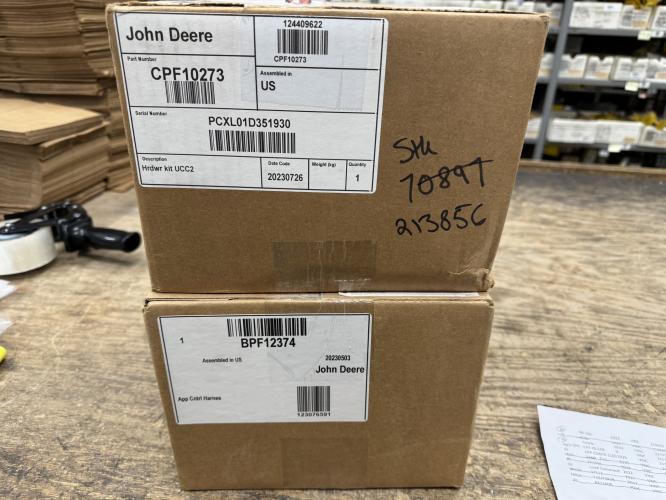 John Deere
124409622
CPF10273
Part Number
CPF10273
Assembled in
US
Serial Number
PCXL01D351930
Description
Hrdwr kit UCC2
Date Code
20230726
Weight (kg)
Quantity
1
Stk
7089T
213856
1
BPF12374
Assembled in US
20230503
John Deere
App Cntrl Harnes
123076591